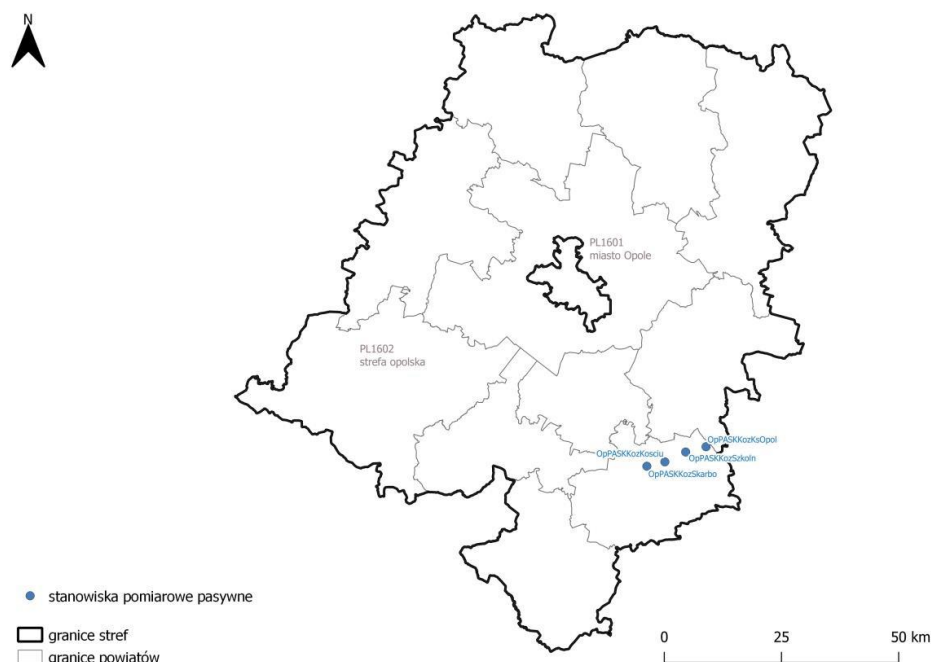 N
PL1601
miasto Opole
PL1602
strefa opolska
OpPASKKozKsOpol
OpPASKKozKosciu
OpPASKKozSzkoln
OpPASKKozSkarbo
stanowiska pomiarowe pasywne
granice stref
granice powiatów
0 25 50 km